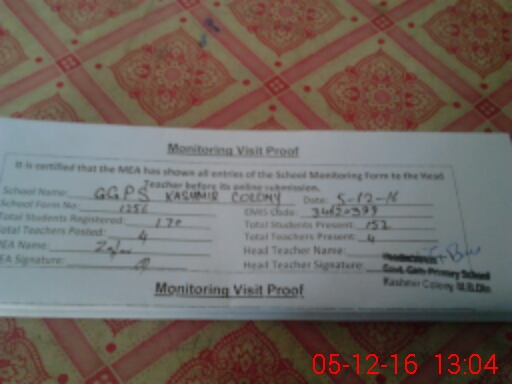 Monitoring Visit Proof
It is certified that the MEA has shown all entries of the School Monitoring Form to the Head
Teacher before its online submission.
School Name: GGPS KASHMIR COLONY Date: 5-12-16
School Form No: 1256 EMIS Code:
Total Students Registered: 170 Total Students Present: 152
Total Teachers Posted: 4 Total Teachers Present: 4
MEA Name: Head Teacher Name:
MEA Signature: Head Teacher Signature:
Headmistress
Govt. Girls Primary School
Kashmir Colony M.B.Din
Monitoring Visit Proof
05-12-16 13:04